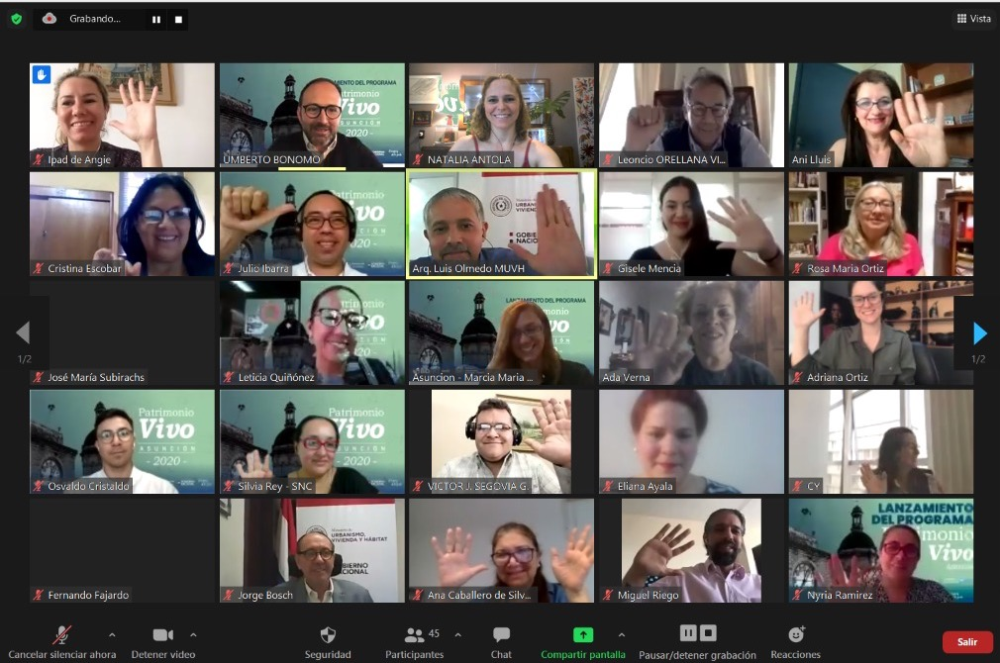 Grabando...
Vista
Ipad de Angie
LANZAMIENTO DEL PROGRAMA
Vivo
2020 -
UMBERTO BONOMO
NATALIA ANTOLA
Leoncio ORELLANA VI...
Ani Lluis
Cristina Escobar
Julio Ibarra
URBANI
VIVIEND
GOBIE
NACIO
Arq. Luis Olmedo MUVH
Gisele Mencia
Rosa Maria Ortiz
1/2
José María Subirachs
Leticia Quiñónez
LANZAMIENTO DEL PROGRAMA
Asuncion - Marcia Maria ...
Ada Verna
Adriana Ortiz
1/2
Patrimonio
Vivo
ASUNCIÓN
- 2020 -
Osvaldo Cristaldo
Patrimonio
Vivo
ASUNCIÓN
2020 -
Silvia Rey - SNC
VICTOR J. SEGOVIA G.
Eliana Ayala
CY
Fernando Fajardo
URBANISMO,
VIVIENDA Y HÁBITAT
GOBIERNO
NACIONAL
Jorge Bosch
Ana Caballero de Silv...
Miguel Riego
LANZAMIENTO
DEL PROGRAMA
Vivo
Nyria Ramirez
Cancelar silenciar ahora
Detener video
Seguridad
45
Participantes
Chat
Compartir pantalla
Pausar/detener grabación
Reacciones
Salir